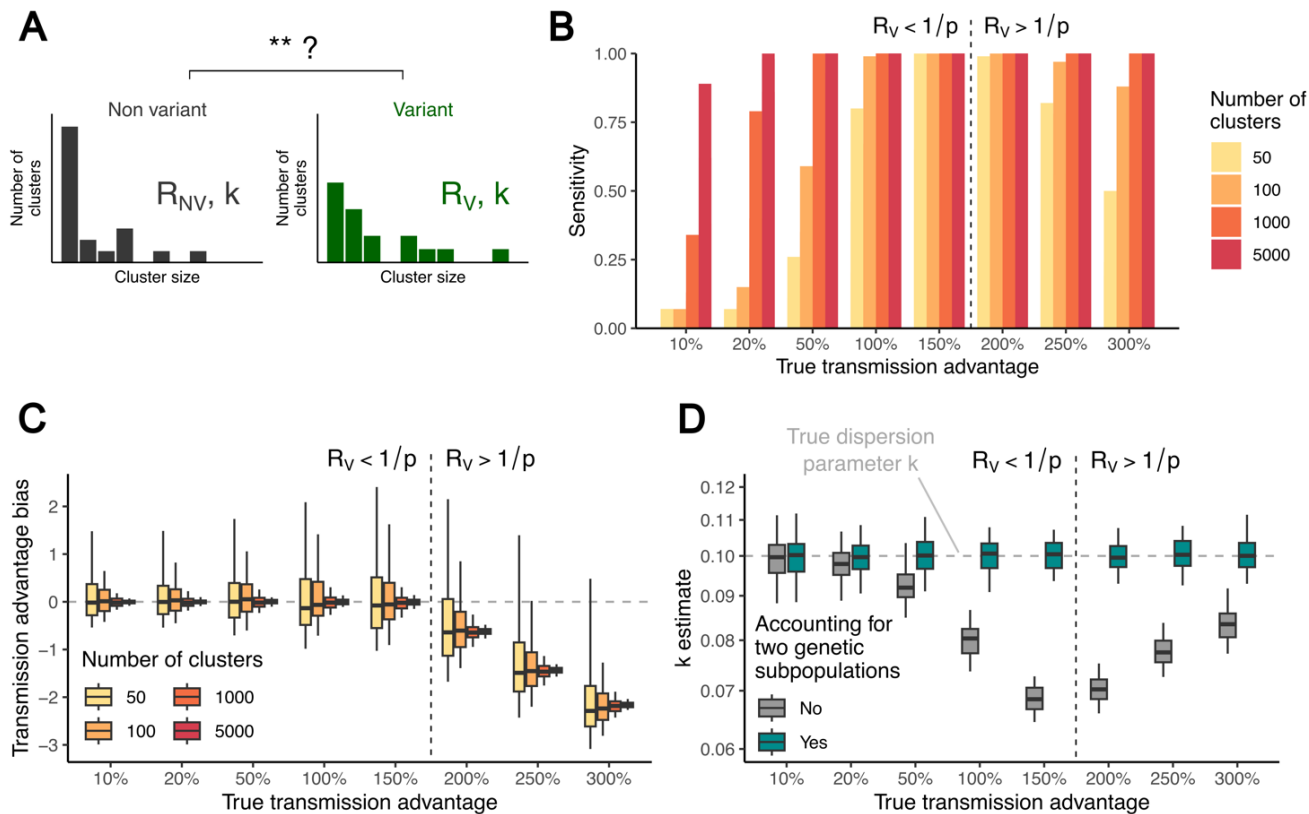 A
** ?
Non variant
Variant
Number of
clusters
R_NV, k
Cluster size
Number of
clusters
R_V, k
Cluster size
B
R_V < 1/p
R_V > 1/p
Sensitivity
1.00
0.75
0.50
0.25
0.00
10%
20%
50%
100%
150%
200%
250%
300%
True transmission advantage
Number of
clusters
50
100
1000
5000
C
R_V < 1/p
R_V > 1/p
Transmission advantage bias
2
1
0
−1
−2
−3
Number of clusters
50
1000
100
5000
10%
20%
50%
100%
150%
200%
250%
300%
True transmission advantage
D
True dispersion
parameter k
R_V < 1/p
R_V > 1/p
k estimate
0.12
0.11
0.10
0.09
0.08
0.07
0.06
Accounting for
two genetic
subpopulations
No
Yes
10%
20%
50%
100%
150%
200%
250%
300%
True transmission advantage